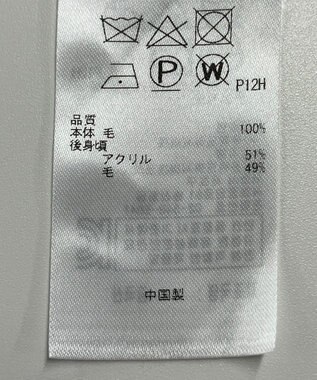 P W P12H
品質
本体 毛 100%
後身頃
アクリル 51%
毛 49%
中国製